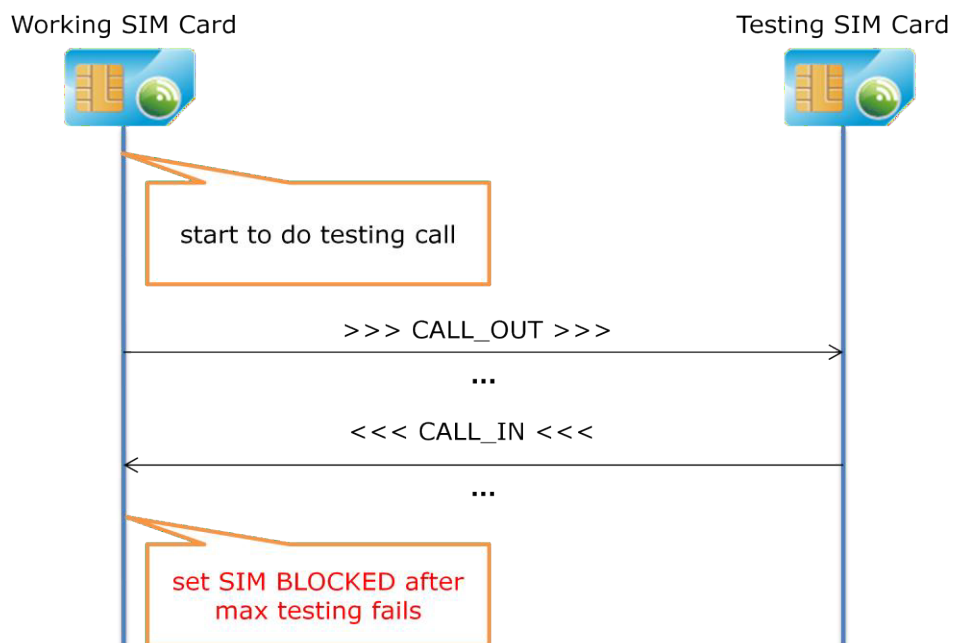 Working SIM Card
Testing SIM Card
start to do testing call
>>> CALL_OUT >>>
...
<<< CALL_IN <<<
...
set SIM BLOCKED after
max testing fails